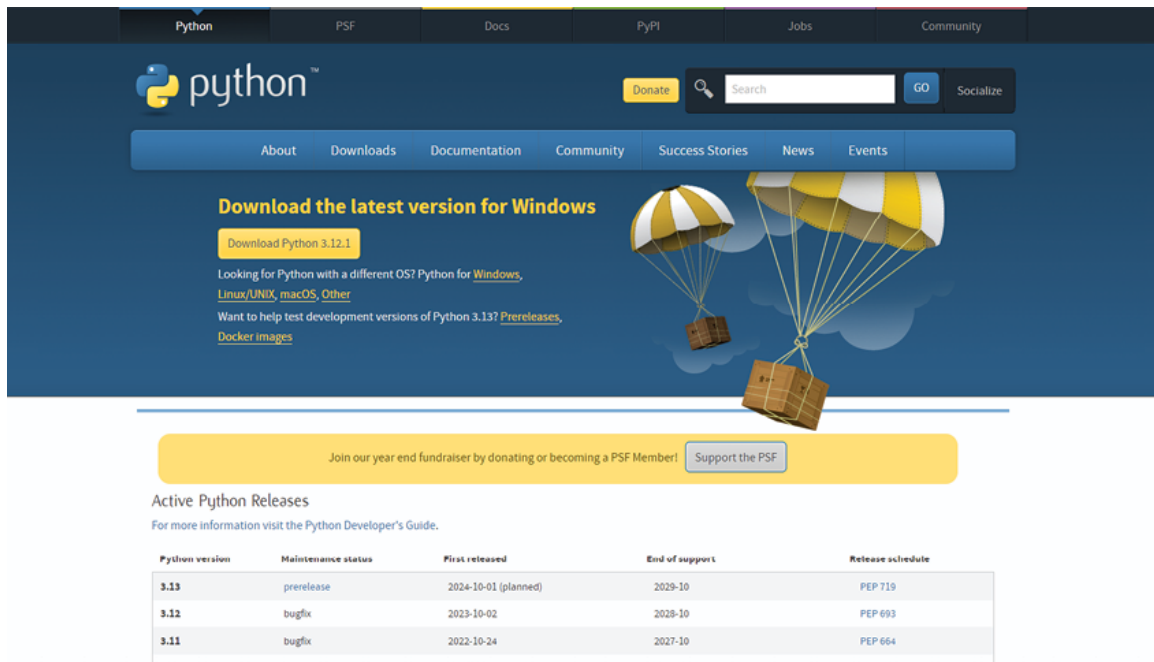 Python PSF Docs PyPI Jobs Community
python™
Donate Search GO Socialize
About Downloads Documentation Community Success Stories News Events
Download the latest version for Windows
Download Python 3.12.1
Looking for Python with a different OS? Python for Windows,
Linux/UNIX, macOS, Other
Want to help test development versions of Python 3.13? Prereleases,
Docker images
Join our year end fundraiser by donating or becoming a PSF Member! Support the PSF
Active Python Releases
For more information visit the Python Developer's Guide.
Python version Maintenance status First released End of support Release schedule
3.13 prerelease 2024-10-01 (planned) 2029-10 PEP 719
3.12 bugfix 2023-10-02 2028-10 PEP 693
3.11 bugfix 2022-10-24 2027-10 PEP 664